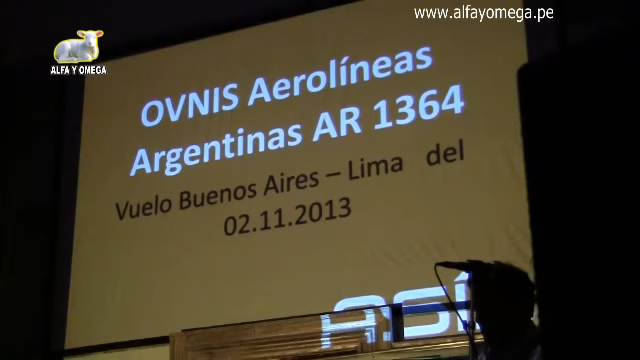 www.alfayomega.pe
ALFA Y OMEGA
OVNIS Aerolíneas
Argentinas AR 1364
Vuelo Buenos Aires – Lima del
02.11.2013